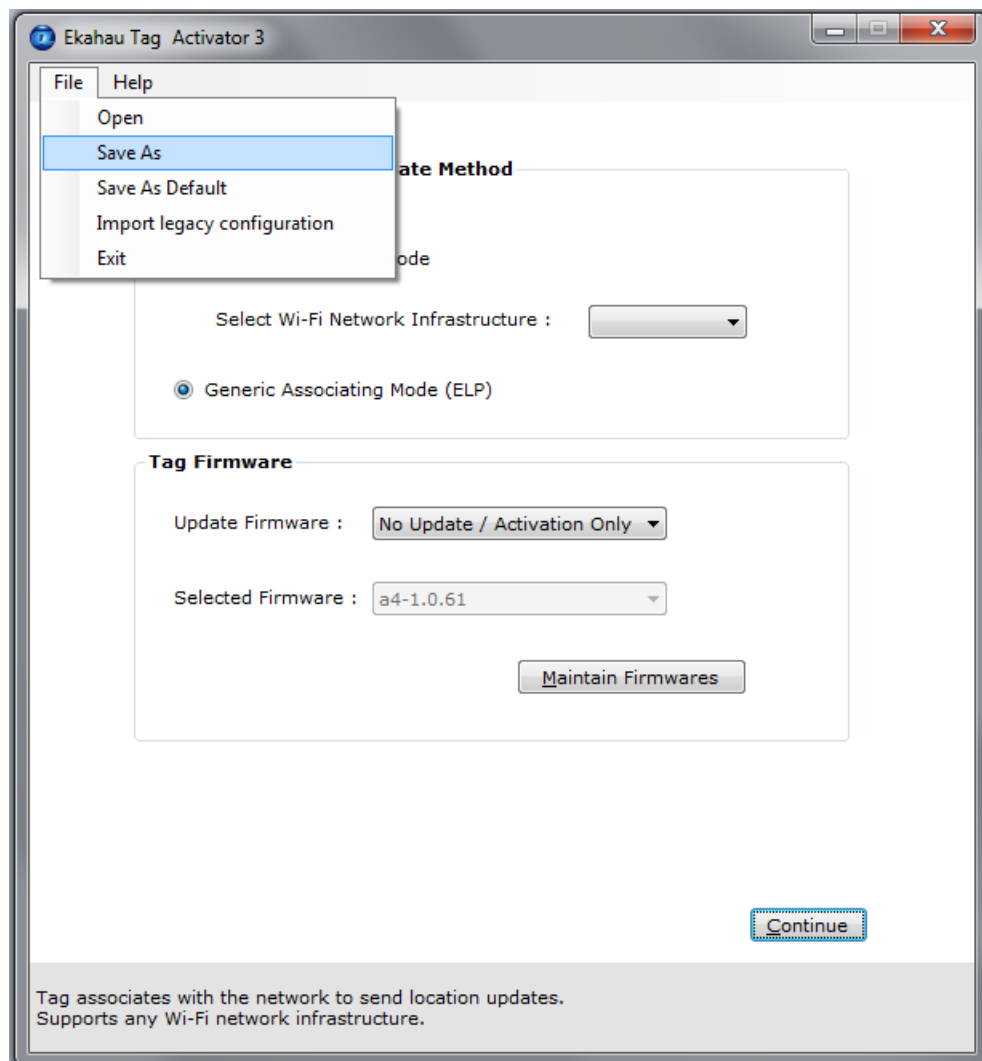 Ekahau Tag Activator 3
File Help
Open
Save As
Save As Default
Import legacy configuration
Exit
ate Method
ode
Select Wi-Fi Network Infrastructure :
Generic Associating Mode (ELP)
Tag Firmware
Update Firmware : No Update / Activation Only
Selected Firmware : a4-1.0.61
Maintain Firmwares
Continue
Tag associates with the network to send location updates.
Supports any Wi-Fi network infrastructure.